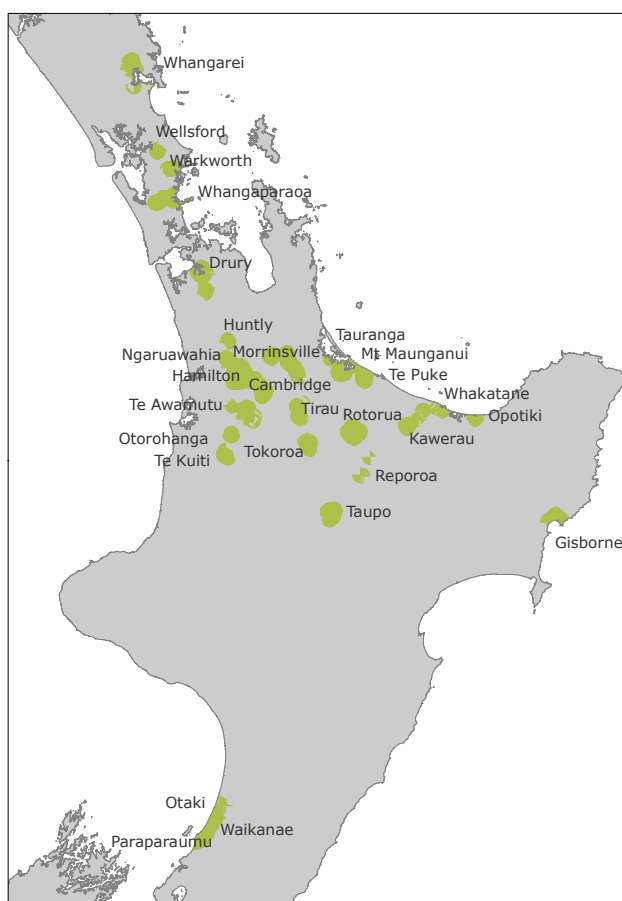 Whangarei
Wellsford
Warkworth
Whangaparaoa
Drury
Huntly
Tauranga
Ngaruawahia
Morrinsville
Mt Maunganui
Hamilton
Te Puke
Cambridge
Whakatane
Te Awamutu
Tirau
Rotorua
Opotiki
Otorohanga
Kawerau
Tokoroa
Te Kuiti
Reporoa
Taupo
Gisborne
Otaki
Waikanae
Paraparaumu